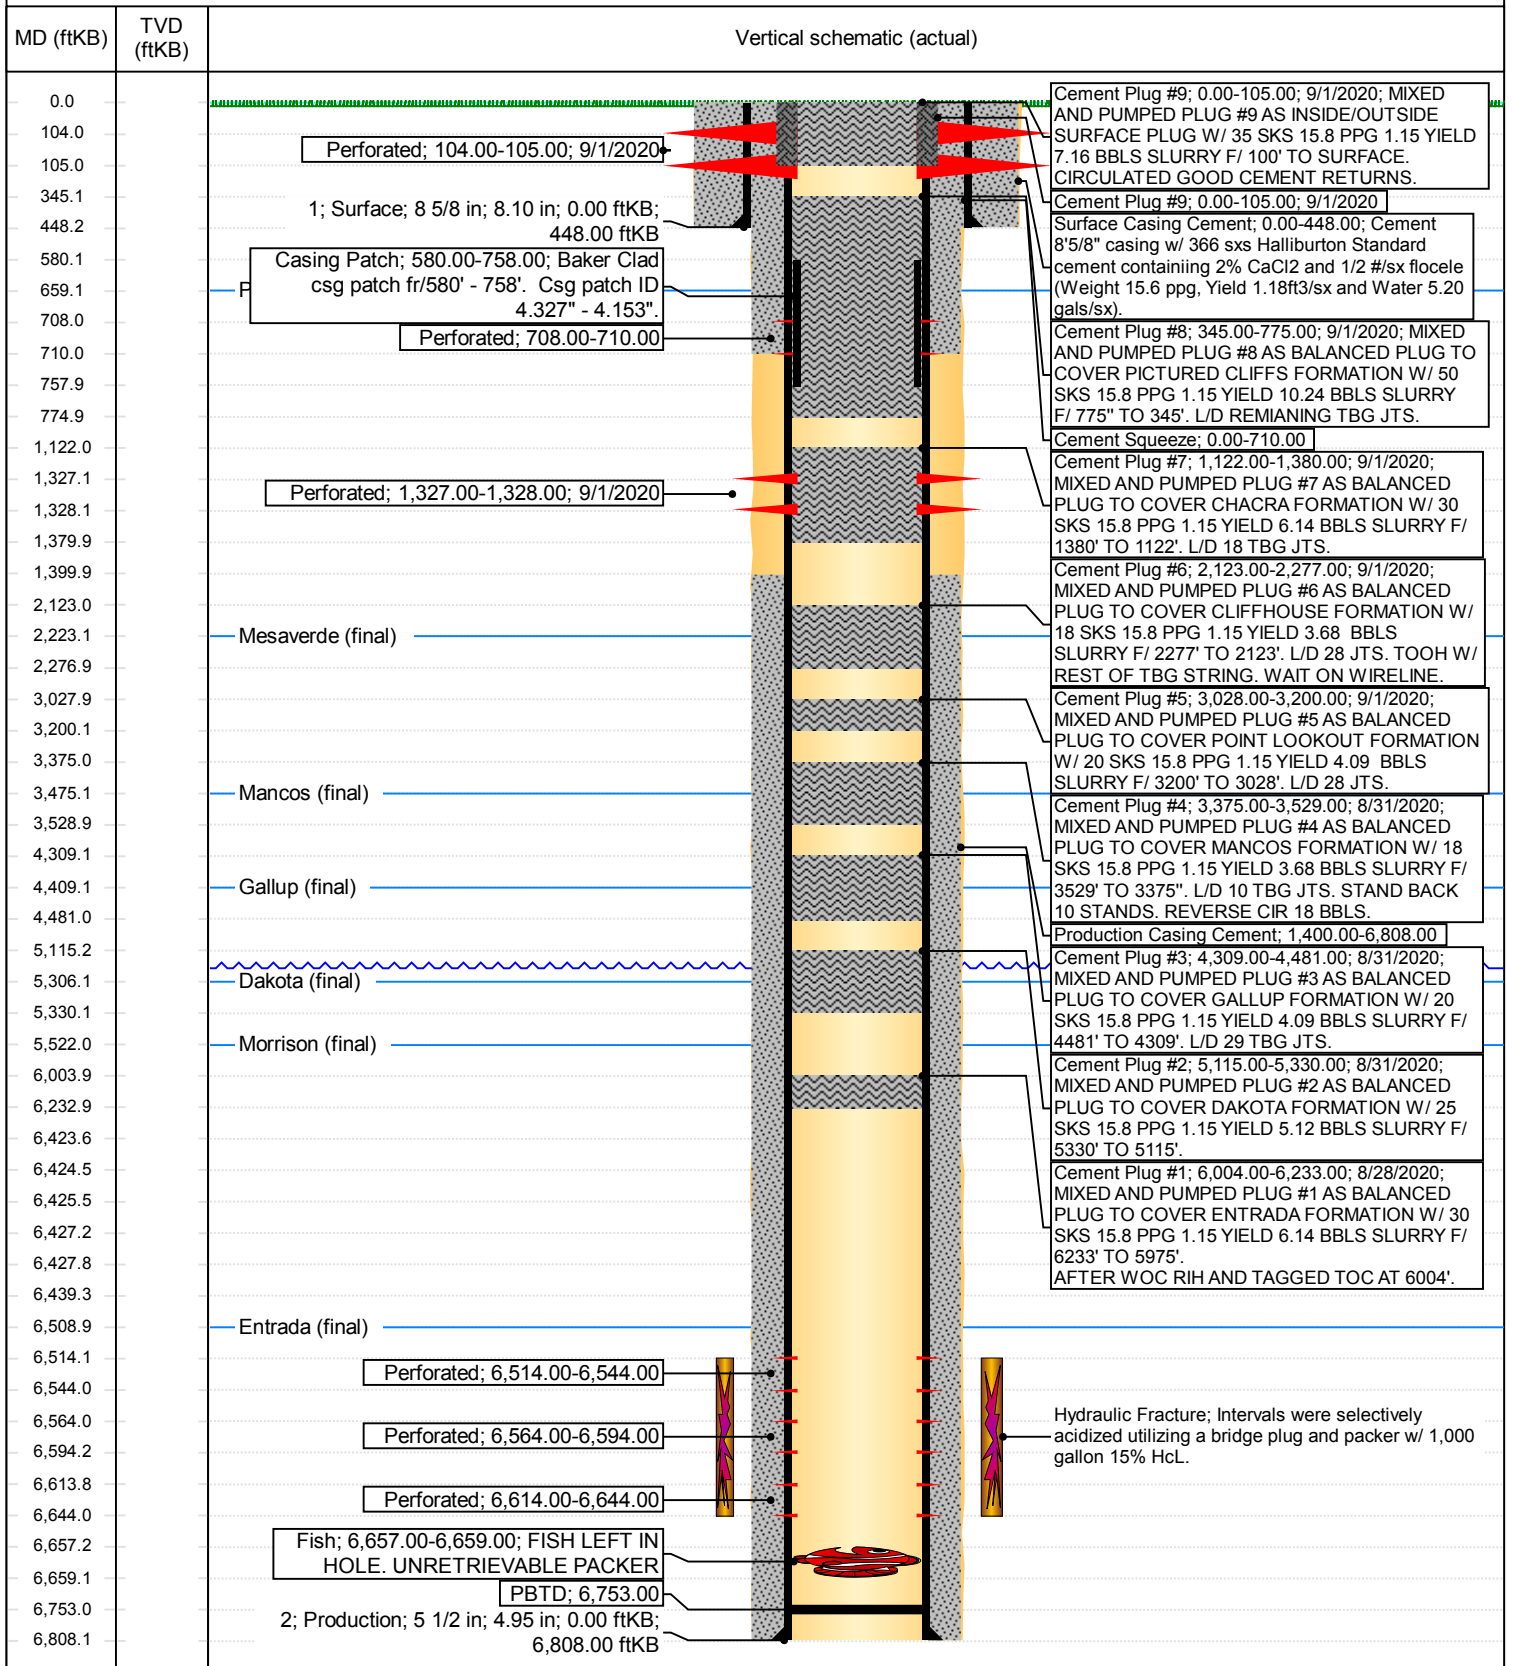 MD (ftKB)
TVD
(ftKB)
Vertical schematic (actual)
0.0
104.0
105.0
345.1
448.2
580.1
659.1
708.0
710.0
757.9
774.9
1,122.0
1,327.1
1,328.1
1,379.9
1,399.9
2,123.0
2,223.1
2,276.9
3,027.9
3,200.1
3,375.0
3,475.1
3,528.9
4,309.1
4,409.1
4,481.0
5,115.2
5,306.1
5,330.1
5,522.0
6,003.9
6,232.9
6,423.6
6,424.5
6,425.5
6,427.2
6,427.8
6,439.3
6,508.9
6,514.1
6,544.0
6,564.0
6,594.2
6,613.8
6,644.0
6,657.2
6,659.1
6,753.0
6,808.1
Perforated; 104.00-105.00; 9/1/2020
1; Surface; 8 5/8 in; 8.10 in; 0.00 ftKB;
448.00 ftKB
Casing Patch; 580.00-758.00; Baker Clad
csg patch fr/580' - 758'. Csg patch ID
4.327" - 4.153".
P
Perforated; 708.00-710.00
Perforated; 1,327.00-1,328.00; 9/1/2020
Mesaverde (final)
Mancos (final)
Gallup (final)
Dakota (final)
Morrison (final)
Entrada (final)
Perforated; 6,514.00-6,544.00
Perforated; 6,564.00-6,594.00
Perforated; 6,614.00-6,644.00
Fish; 6,657.00-6,659.00; FISH LEFT IN
HOLE. UNRETRIEVABLE PACKER
PBTD; 6,753.00
2; Production; 5 1/2 in; 4.95 in; 0.00 ftKB;
6,808.00 ftKB
Cement Plug #9; 0.00-105.00; 9/1/2020; MIXED
AND PUMPED PLUG #9 AS INSIDE/OUTSIDE
SURFACE PLUG W/ 35 SKS 15.8 PPG 1.15 YIELD
7.16 BBLS SLURRY F/ 100' TO SURFACE.
CIRCULATED GOOD CEMENT RETURNS.
Cement Plug #9; 0.00-105.00; 9/1/2020
Surface Casing Cement; 0.00-448.00; Cement
8'5/8" casing w/ 366 sxs Halliburton Standard
cement containiing 2% CaCl2 and 1/2 #/sx flocele
(Weight 15.6 ppg, Yield 1.18ft3/sx and Water 5.20
gals/sx).
Cement Plug #8; 345.00-775.00; 9/1/2020; MIXED
AND PUMPED PLUG #8 AS BALANCED PLUG TO
COVER PICTURED CLIFFS FORMATION W/ 50
SKS 15.8 PPG 1.15 YIELD 10.24 BBLS SLURRY
F/ 775" TO 345'. L/D REMIANING TBG JTS.
Cement Squeeze; 0.00-710.00
Cement Plug #7; 1,122.00-1,380.00; 9/1/2020;
MIXED AND PUMPED PLUG #7 AS BALANCED
PLUG TO COVER CHACRA FORMATION W/ 30
SKS 15.8 PPG 1.15 YIELD 6.14 BBLS SLURRY F/
1380' TO 1122'. L/D 18 TBG JTS.
Cement Plug #6; 2,123.00-2,277.00; 9/1/2020;
MIXED AND PUMPED PLUG #6 AS BALANCED
PLUG TO COVER CLIFFHOUSE FORMATION W/
18 SKS 15.8 PPG 1.15 YIELD 3.68 BBLS
SLURRY F/ 2277' TO 2123'. L/D 28 JTS. TOOH W/
REST OF TBG STRING. WAIT ON WIRELINE.
Cement Plug #5; 3,028.00-3,200.00; 9/1/2020;
MIXED AND PUMPED PLUG #5 AS BALANCED
PLUG TO COVER POINT LOOKOUT FORMATION
W/ 20 SKS 15.8 PPG 1.15 YIELD 4.09 BBLS
SLURRY F/ 3200' TO 3028'. L/D 28 JTS.
Cement Plug #4; 3,375.00-3,529.00; 8/31/2020;
MIXED AND PUMPED PLUG #4 AS BALANCED
PLUG TO COVER MANCOS FORMATION W/ 18
SKS 15.8 PPG 1.15 YIELD 3.68 BBLS SLURRY F/
3529' TO 3375". L/D 10 TBG JTS. STAND BACK
10 STANDS. REVERSE CIR 18 BBLS.
Production Casing Cement; 1,400.00-6,808.00
Cement Plug #3; 4,309.00-4,481.00; 8/31/2020;
MIXED AND PUMPED PLUG #3 AS BALANCED
PLUG TO COVER GALLUP FORMATION W/ 20
SKS 15.8 PPG 1.15 YIELD 4.09 BBLS SLURRY F/
4481' TO 4309'. L/D 29 TBG JTS.
Cement Plug #2; 5,115.00-5,330.00; 8/31/2020;
MIXED AND PUMPED PLUG #2 AS BALANCED
PLUG TO COVER DAKOTA FORMATION W/ 25
SKS 15.8 PPG 1.15 YIELD 5.12 BBLS SLURRY F/
5330' TO 5115'.
Cement Plug #1; 6,004.00-6,233.00; 8/28/2020;
MIXED AND PUMPED PLUG #1 AS BALANCED
PLUG TO COVER ENTRADA FORMATION W/ 30
SKS 15.8 PPG 1.15 YIELD 6.14 BBLS SLURRY F/
6233' TO 5975'.
AFTER WOC RIH AND TAGGED TOC AT 6004'.
Hydraulic Fracture; Intervals were selectively
acidized utilizing a bridge plug and packer w/ 1,000
gallon 15% HcL.